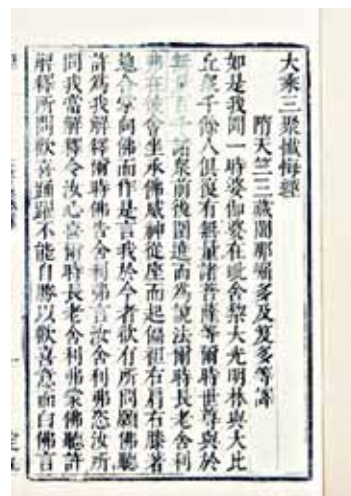 大乘三聚懺悔經
隋天竺三藏闍那崛多及笈多等譯
如是我聞一時婆伽婆在毗舍黎大光明林與大比
丘衆千餘人俱復有無量諸菩薩等爾時世尊與於
無量百千諸衆前後圍遶而爲說法爾時長老舍利
弗在彼會坐承佛威神從座而起偏袒右肩右膝著
地合掌向佛而作是言我於今者欲有所問願佛聽
許爲我解釋爾時佛告舍利弗言汝舍利弗恣汝所
問我當解釋令汝心喜爾時長老舍利弗蒙佛聽許
解釋所問歡喜踊躍不能自勝以歡喜意而白佛言